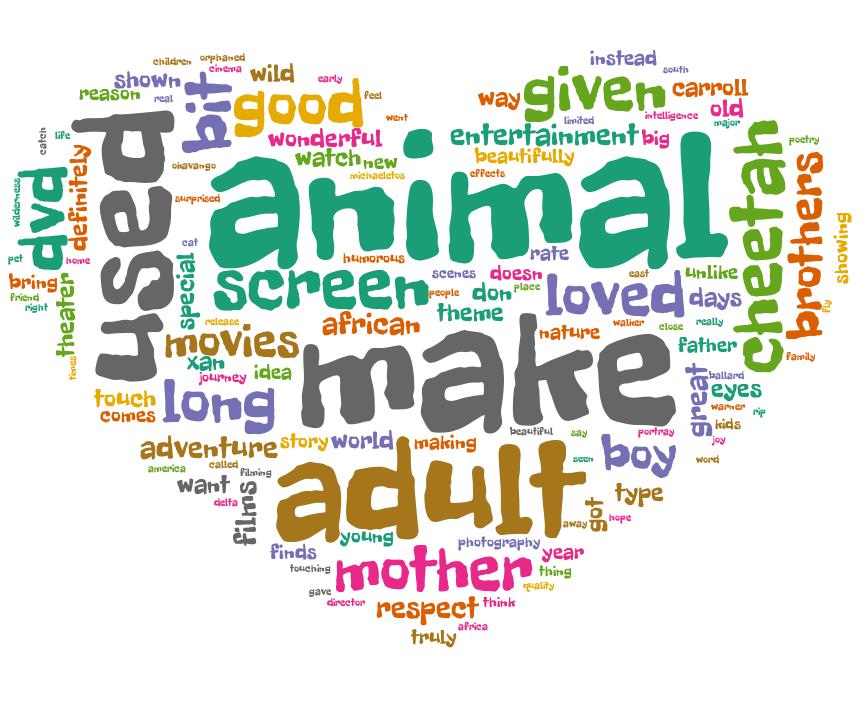 children
orphaned
instead
cinema
south
shown
wild
early
reason
real
bit
good
feel
way
given
carroll
went
limited
intelligence
old
major
used
wonderful
entertainment
big
catch
life
watch
new
beautifully
poetry
definitely
okavango
michaeletos
effects
animal
cheetah
dvd
wilderness
surprised
brothers
showing
cat
humorous
rate
pet
home
special
screen
scenes
doesn
east
unlike
bring
friend
people
don
place
loved
days
right
theater
theme
fly
release
african
nature
walker
close
really
movies
father
family
xan
idea
make
times
journey
ballard
touch
long
great
eyes
comes
warner
rip
kids
beautiful
say
portray
joy
adventure
story
world
making
boy
america
called
filming
adult
seen
word
want
films
type
delta
got
away
hope
young
finds
photography
year
touching
mother
thing
gave
quality
director
respect
think
truly
africa